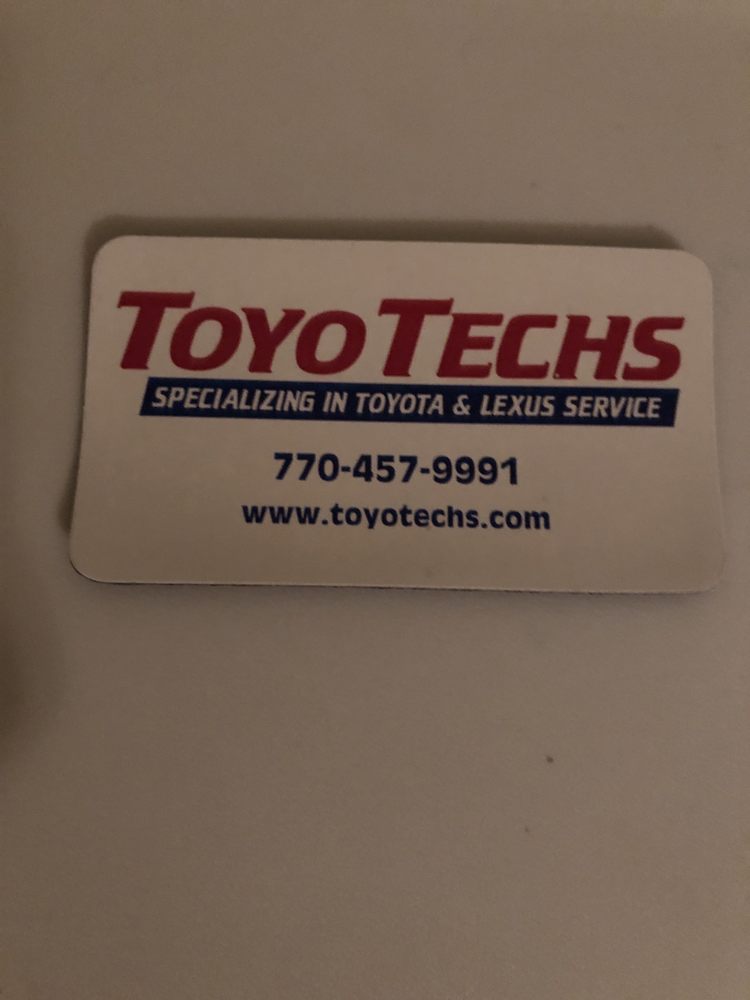 TOYOTECHS
SPECIALIZING IN TOYOTA & LEXUS SERVICE
770-457-9991
www.toyotechs.com